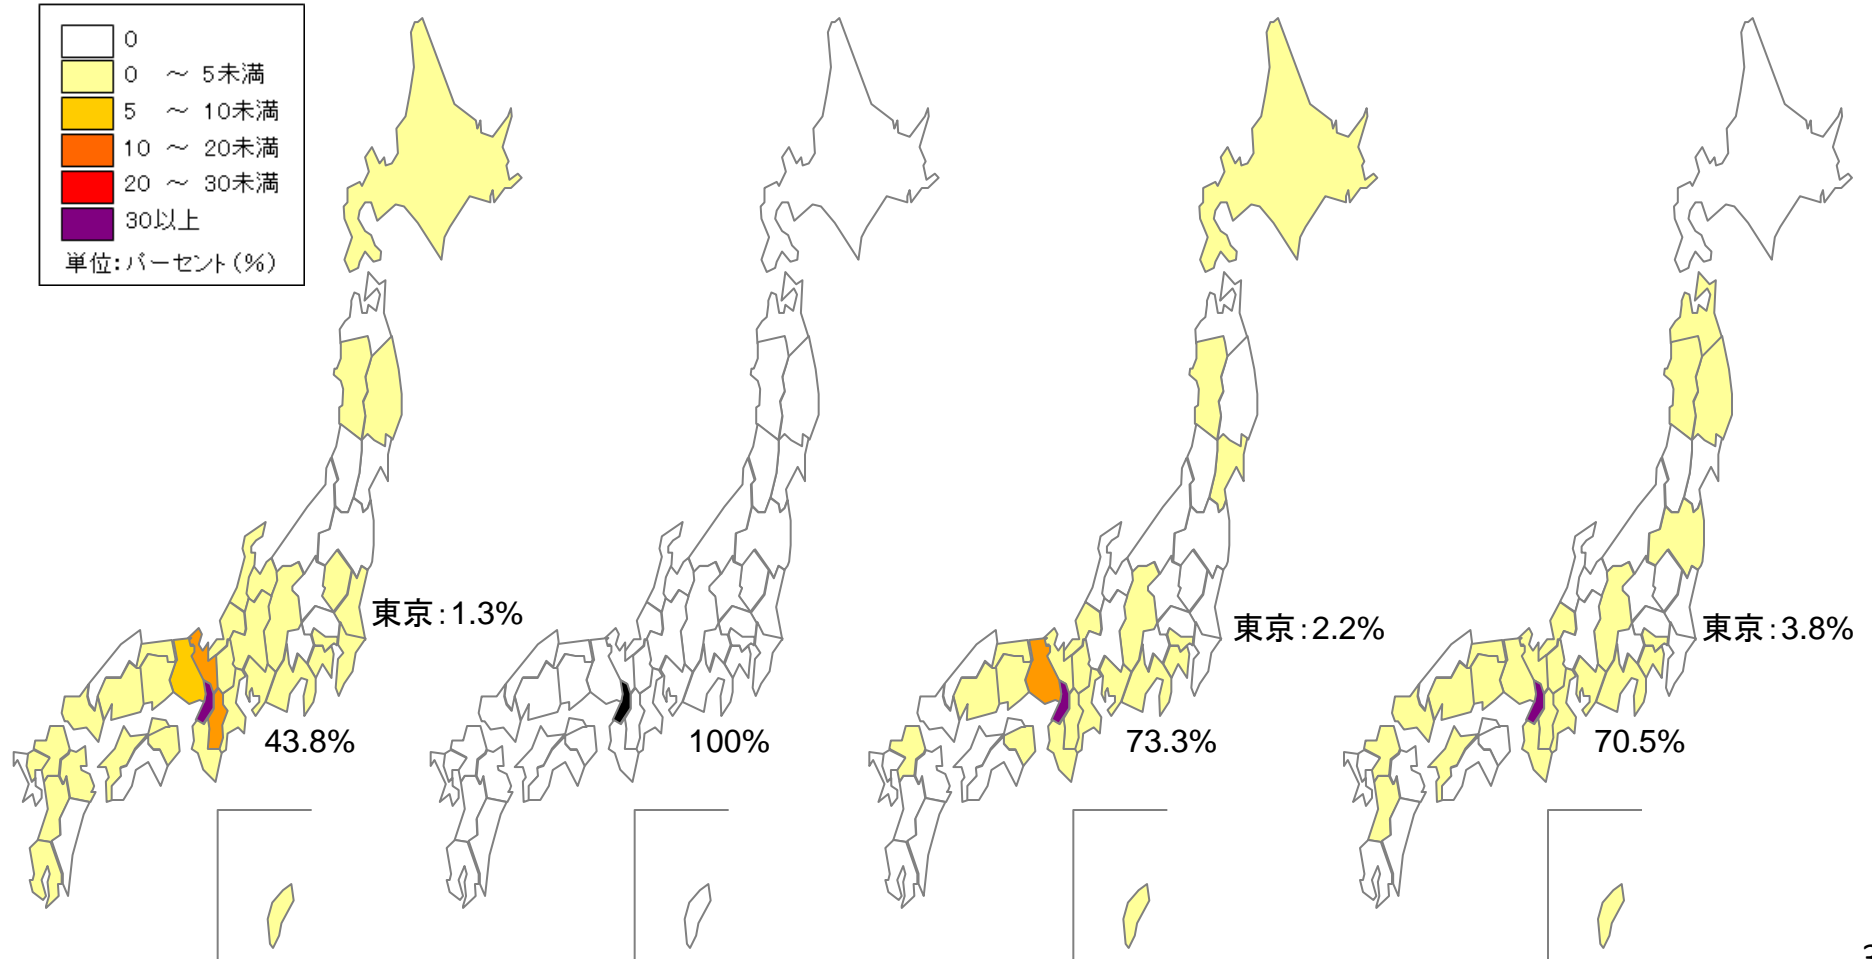 0
0 ～ 5未満
5 ～ 10未満
10 ～ 20未満
20 ～ 30未満
30以上
単位:パーセント(%)
東京:1.3%
東京:2.2%
東京:3.8%
43.8%
100%
73.3%
70.5%